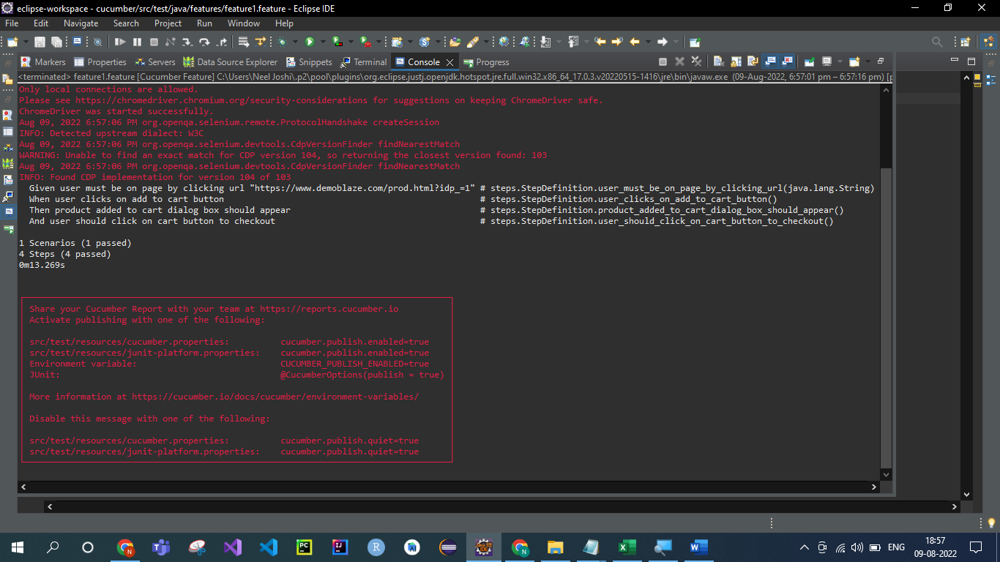 eclipse-workspace - cucumber/src/test/java/features/feature1.feature - Eclipse IDE
File Edit Navigate Search Project Run Window Help
Markers Properties Servers Data Source Explorer Snippets Terminal Console Progress
<terminated> feature1.feature [Cucumber Feature] C:\Users\Neel Joshi\.p2\pool\plugins\org.eclipse.justj.openjdk.hotspot.jre.full.win32.x86_64_17.0.3.v20220515-1416\jre\bin\javaw.exe (09-Aug-2022, 6:57:01 pm – 6:57:16 pm) [p
Only local connections are allowed.
Please see https://chromedriver.chromium.org/security-considerations for suggestions on keeping ChromeDriver safe.
ChromeDriver was started successfully.
Aug 09, 2022 6:57:06 PM org.openqa.selenium.remote.ProtocolHandshake createSession
INFO: Detected upstream dialect: W3C
Aug 09, 2022 6:57:06 PM org.openqa.selenium.devtools.CdpVersionFinder findNearestMatch
WARNING: Unable to find an exact match for CDP version 104, so returning the closest version found: 103
Aug 09, 2022 6:57:06 PM org.openqa.selenium.devtools.CdpVersionFinder findNearestMatch
INFO: Found CDP implementation for version 104 of 103
Given user must be on page by clicking url "https://www.demoblaze.com/prod.html?idp_=1" # steps.StepDefinition.user_must_be_on_page_by_clicking_url(java.lang.String)
When user clicks on add to cart button # steps.StepDefinition.user_clicks_on_add_to_cart_button()
Then product added to cart dialog box should appear # steps.StepDefinition.product_added_to_cart_dialog_box_should_appear()
And user should click on cart button to checkout # steps.StepDefinition.user_should_click_on_cart_button_to_checkout()
1 Scenarios (1 passed)
4 Steps (4 passed)
0m13.269s
Share your Cucumber Report with your team at https://reports.cucumber.io
Activate publishing with one of the following:
src/test/resources/cucumber.properties: cucumber.publish.enabled=true
src/test/resources/junit-platform.properties: cucumber.publish.enabled=true
Environment variable: CUCUMBER_PUBLISH_ENABLED=true
JUnit: @CucumberOptions(publish = true)
More information at https://cucumber.io/docs/cucumber/environment-variables/
Disable this message with one of the following:
src/test/resources/cucumber.properties: cucumber.publish.quiet=true
src/test/resources/junit-platform.properties: cucumber.publish.quiet=true
ENG
18:57
09-08-2022